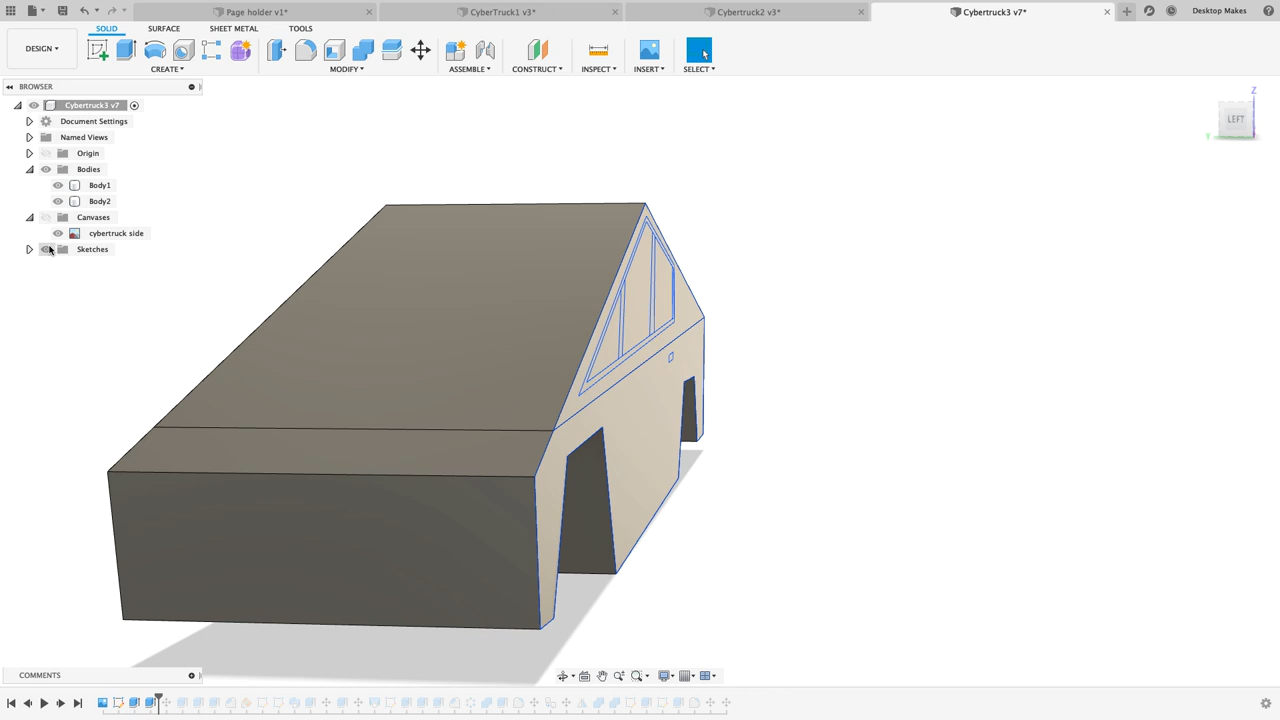 Page holder v1*
CyberTruck1 v3*
Cybertruck2 v3*
Cybertruck3 v7*
Desktop Makes
SOLID
SURFACE
SHEET METAL
TOOLS
DESIGN
CREATE
MODIFY
ASSEMBLE
CONSTRUCT
INSPECT
INSERT
SELECT
BROWSER
Cybertruck3 v7
Document Settings
Named Views
Origin
Bodies
Body1
Body2
Canvases
cybertruck side
Sketches
Z
LEFT
Y
COMMENTS